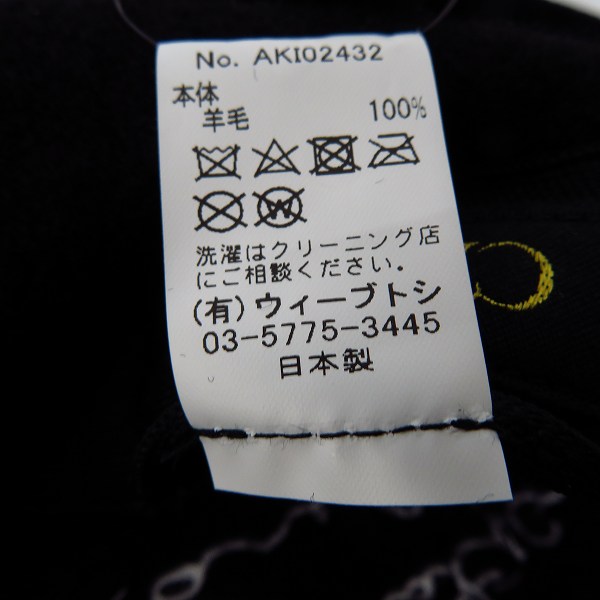 No. AKI02432
本体
羊毛 100%
W
洗濯はクリーニング店
にご相談ください。
(有)ウィーブトシ
03-5775-3445
日本製